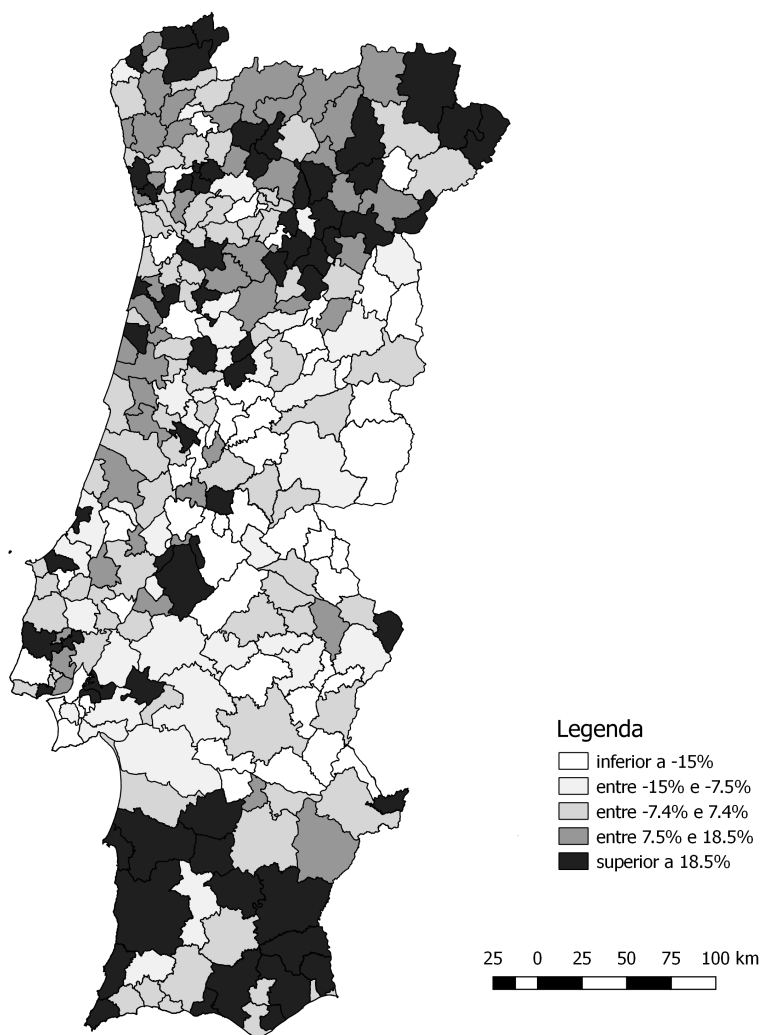 Legenda
inferior a -15%
entre -15% e -7.5%
entre -7.4% e 7.4%
entre 7.5% e 18.5%
superior a 18.5%
25 0 25 50 75 100 km